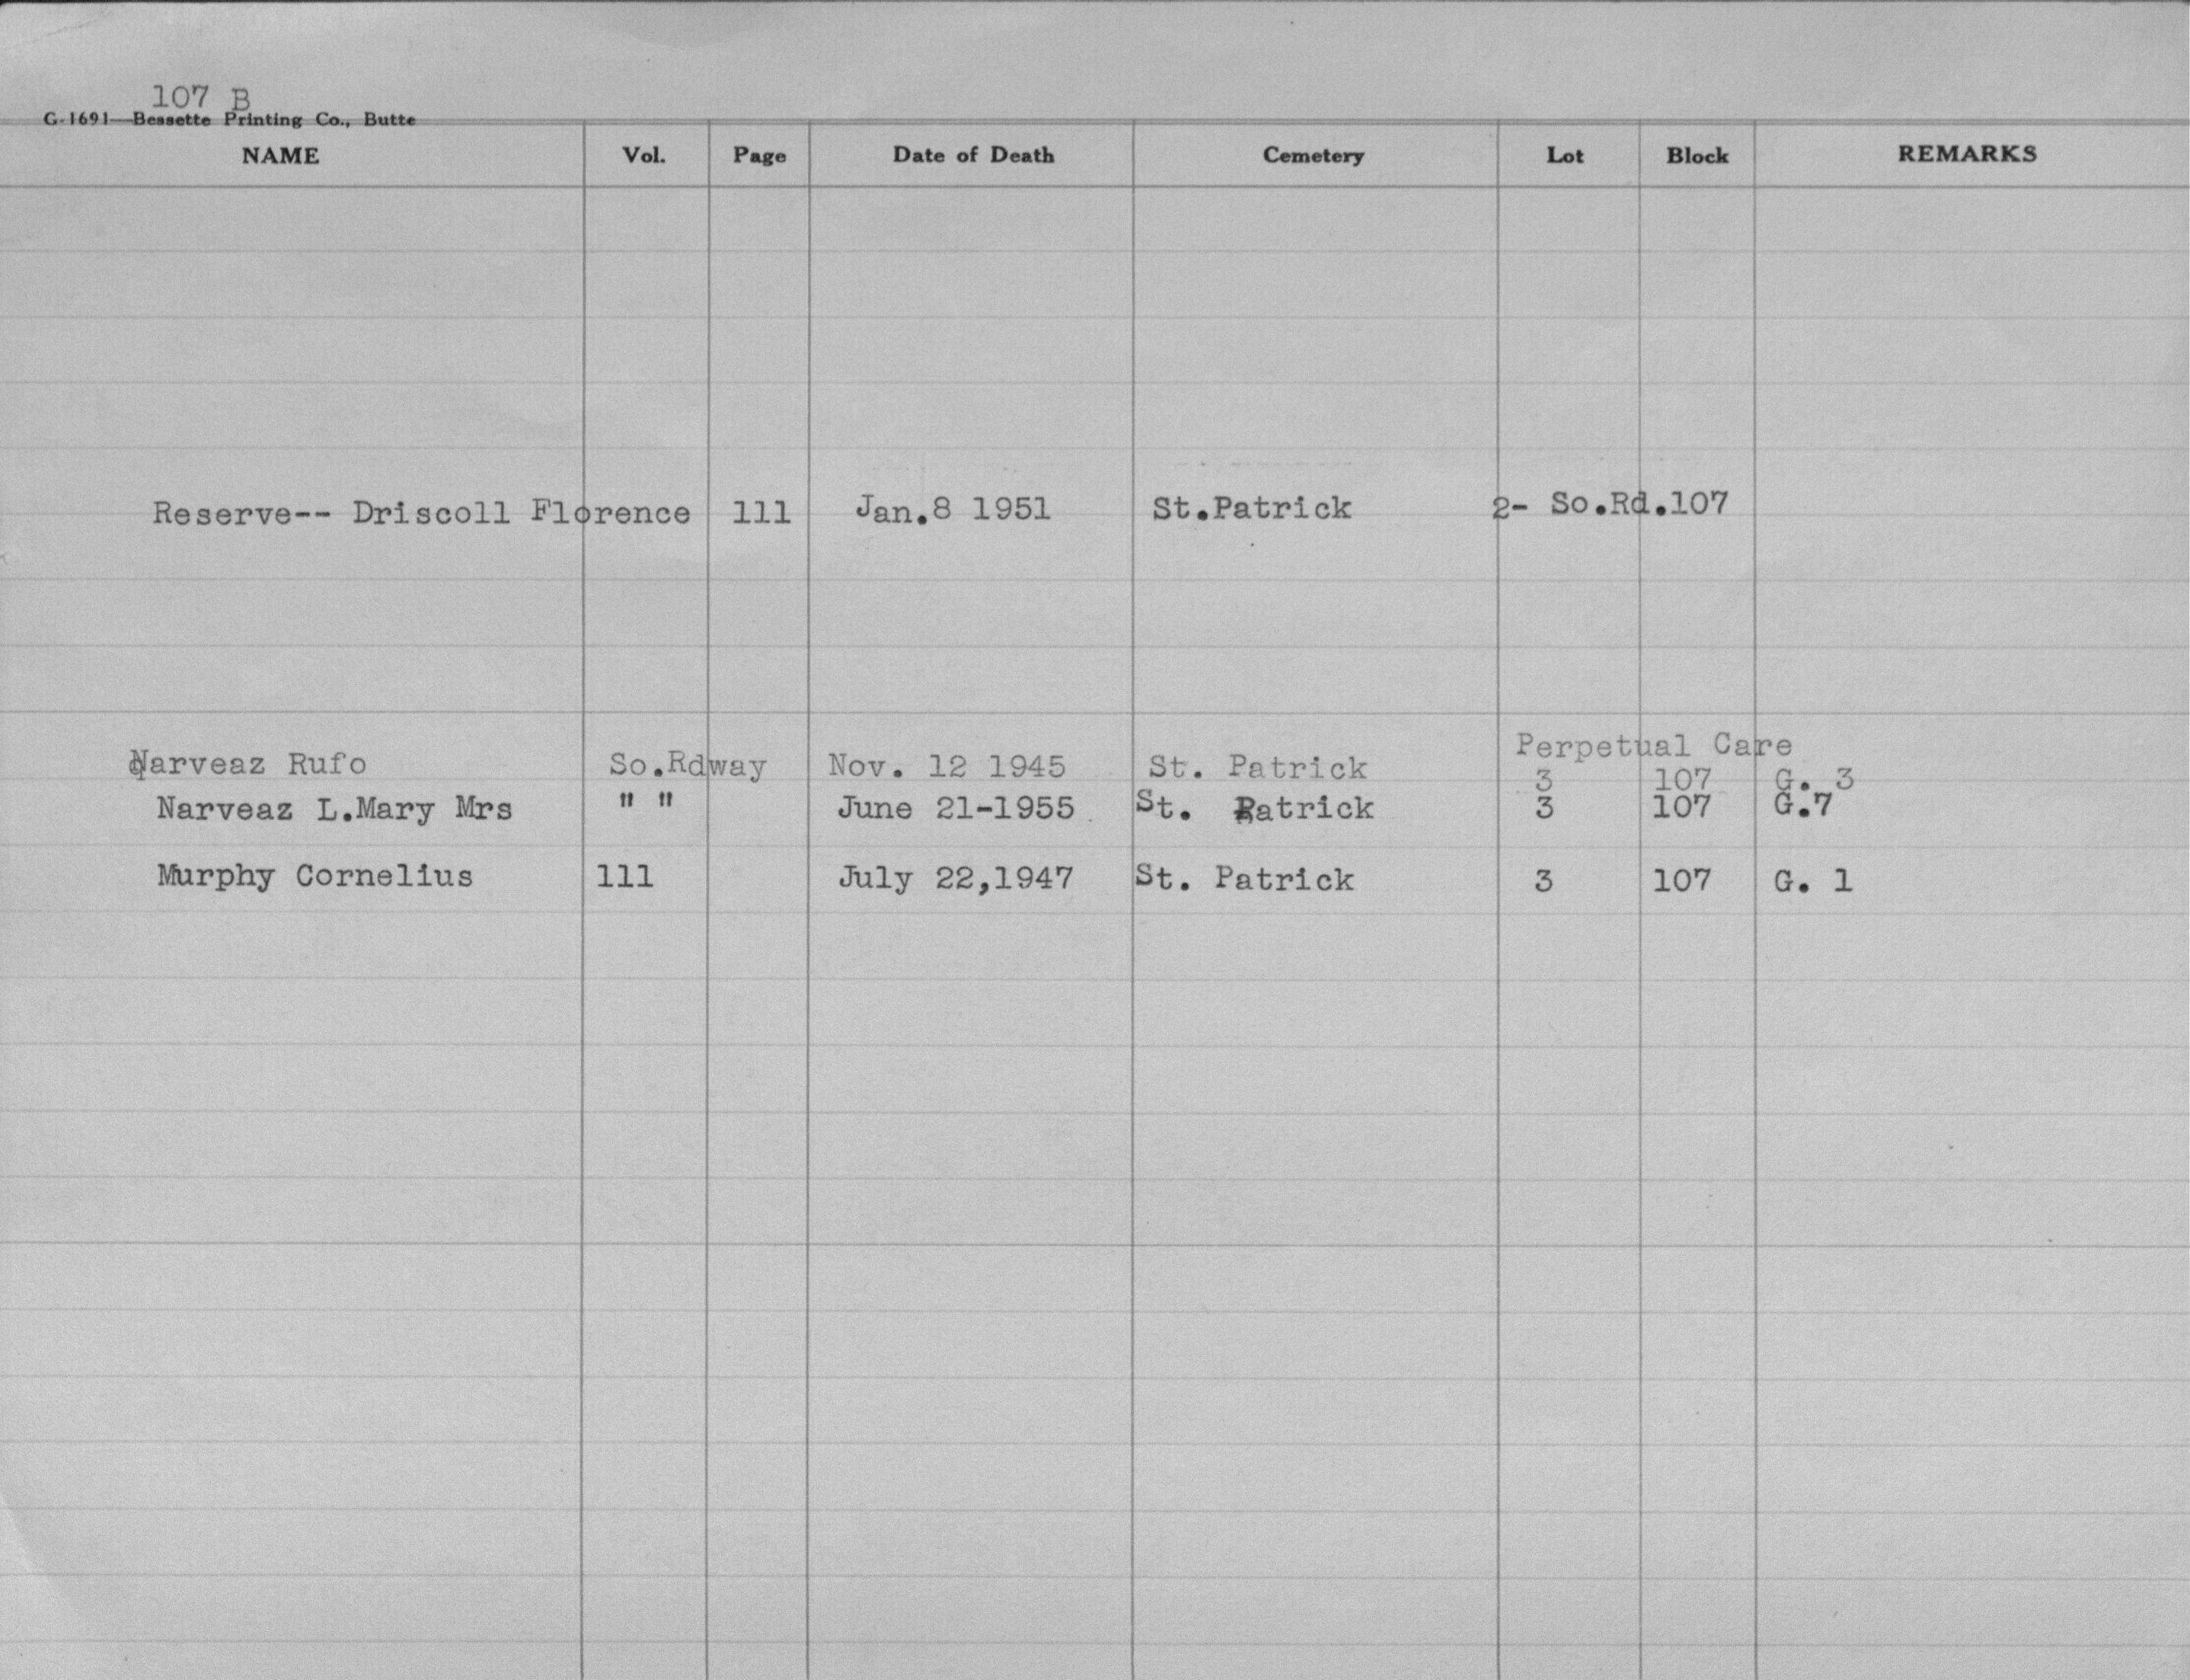 107 B
G-1691—Bessette Printing Co., Butte
NAME Vol. Page Date of Death Cemetery Lot Block REMARKS
Reserve-- Driscoll Florence 111 Jan.8 1951 St.Patrick 2- So.Rd.107
Perpetual Care
Narveaz Rufo So.Rdway Nov. 12 1945 St. Patrick 3 107 G. 3
Narveaz L.Mary Mrs " " June 21-1955 St. Patrick 3 107 G.7
Murphy Cornelius 111 July 22,1947 St. Patrick 3 107 G. 1